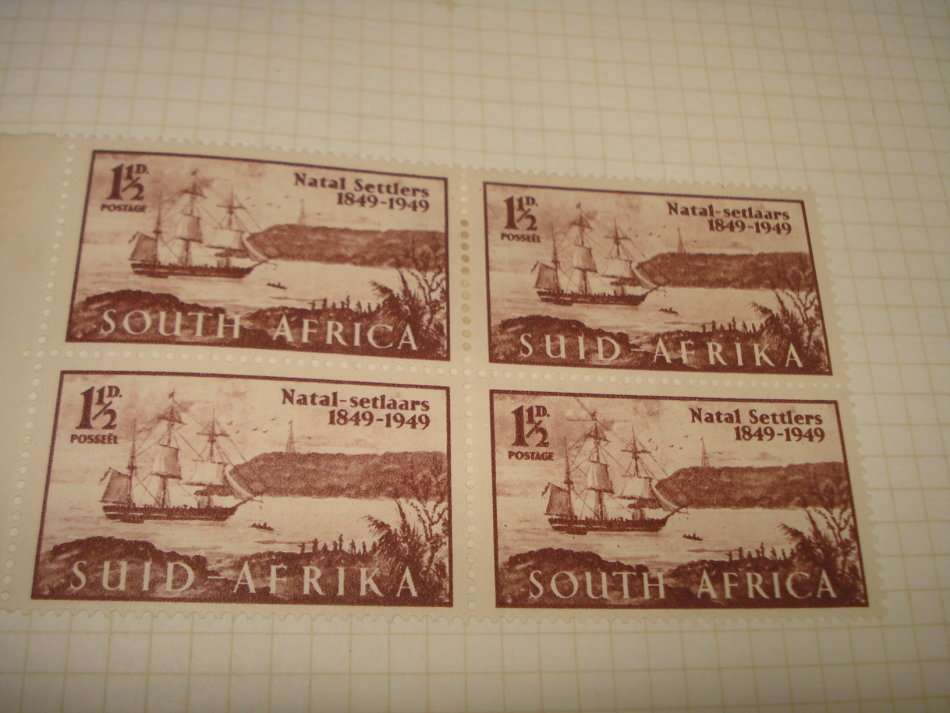 1½D.
POSTAGE
Natal Settlers
1849-1949
SOUTH AFRICA
1½D.
POSSEËL
Natal-setlaars
1849-1949
SUID-AFRIKA
1½D.
POSSEËL
Natal-setlaars
1849-1949
SUID-AFRIKA
1½D.
POSTAGE
Natal Settlers
1849-1949
SOUTH AFRICA